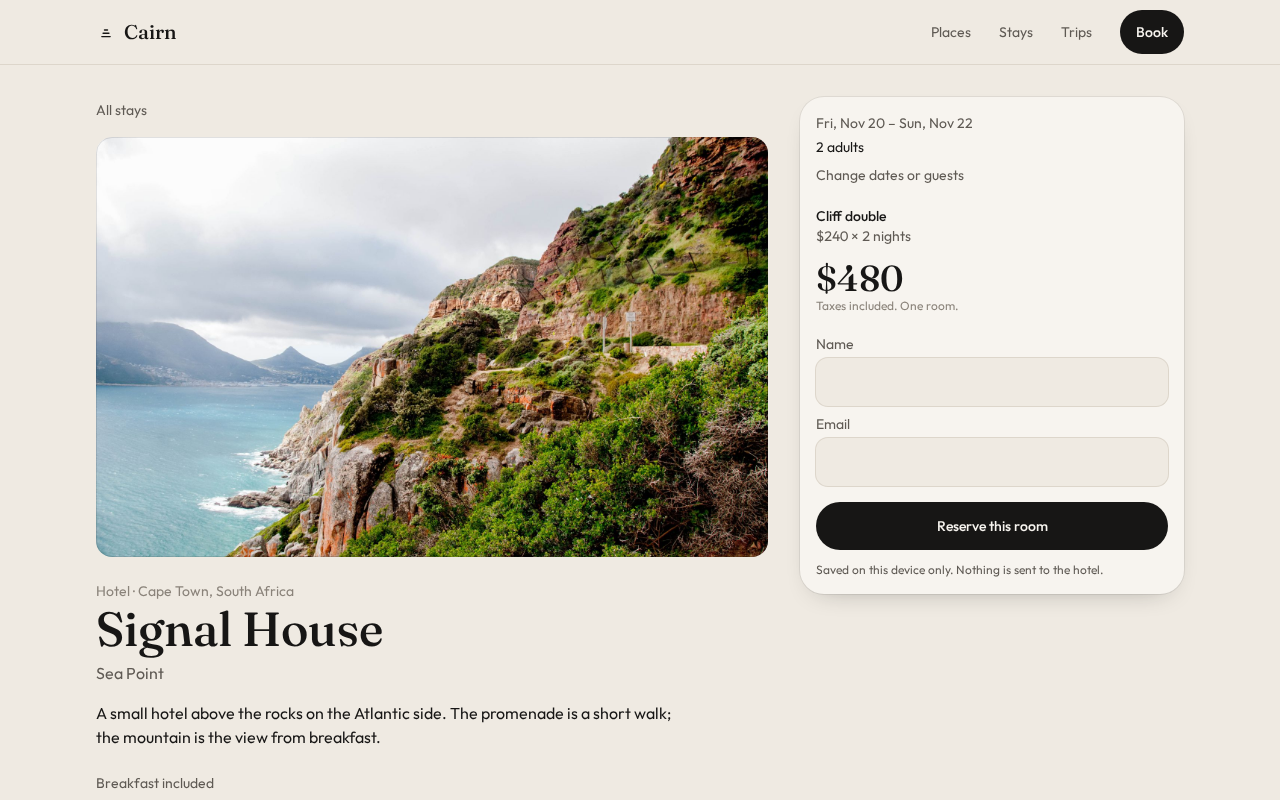 Cairn
Places
Stays
Trips
Book
All stays
Hotel · Cape Town, South Africa
Signal House
Sea Point
A small hotel above the rocks on the Atlantic side. The promenade is a short walk;
the mountain is the view from breakfast.
Breakfast included
Fri, Nov 20 – Sun, Nov 22
2 adults
Change dates or guests
Cliff double
$240 × 2 nights
$480
Taxes included. One room.
Name
Email
Reserve this room
Saved on this device only. Nothing is sent to the hotel.